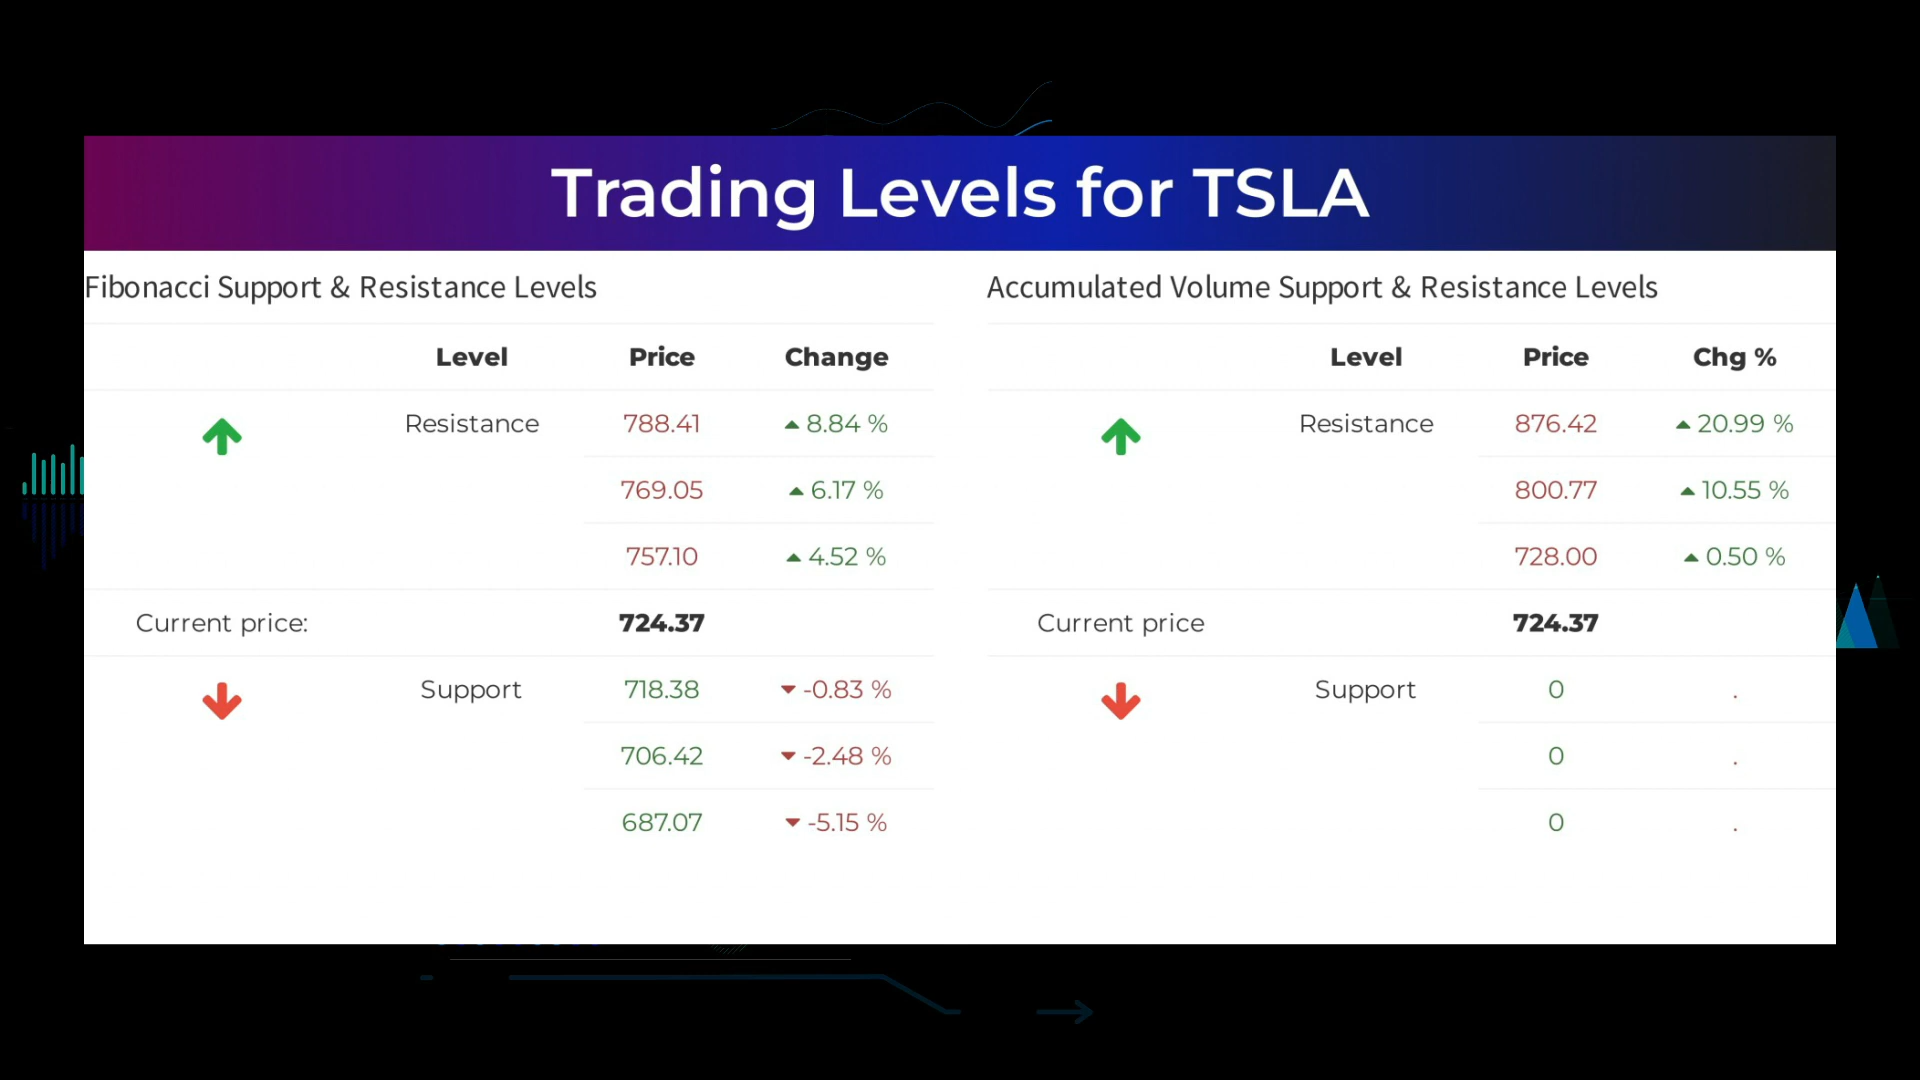 Trading Levels for TSLA
Fibonacci Support & Resistance Levels
Level Price Change
Resistance 788.41 ▲ 8.84 %
769.05 ▲ 6.17 %
757.10 ▲ 4.52 %
Current price: 724.37
Support 718.38 ▼ -0.83 %
706.42 ▼ -2.48 %
687.07 ▼ -5.15 %
Accumulated Volume Support & Resistance Levels
Level Price Chg %
Resistance 876.42 ▲ 20.99 %
800.77 ▲ 10.55 %
728.00 ▲ 0.50 %
Current price 724.37
Support 0 .
0 .
0 .